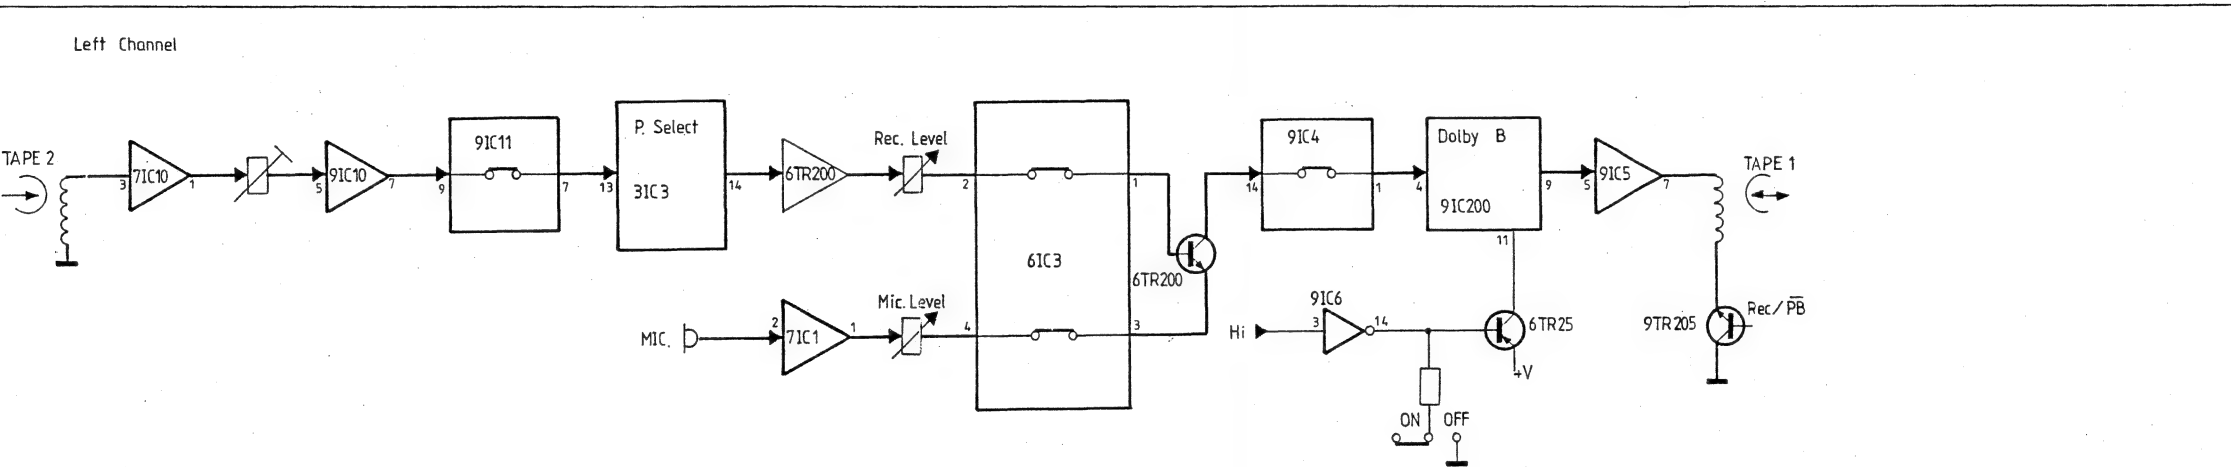 Left Channel
TAPE 2
3
7IC10
1
5
9IC10
7
9IC11
9
7
P. Select
3IC3
13
14
6TR200
Rec. Level
2
1
6IC3
MIC.
2
7IC1
1
Mic. Level
4
3
6TR200
9IC4
14
1
Dolby B
9IC200
4
9
11
5
9IC5
7
TAPE 1
Hi
9IC6
3
14
6TR25
+V
ON OFF
9TR205
Rec/P̅B̅